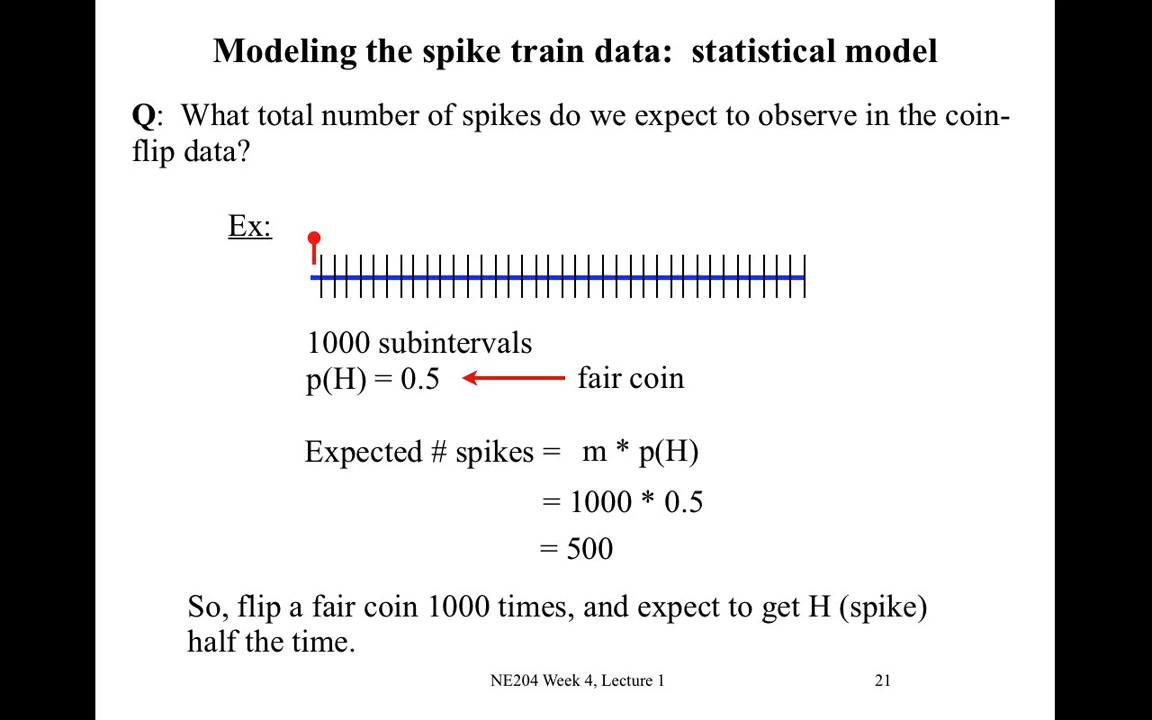 Modeling the spike train data: statistical model
Q: What total number of spikes do we expect to observe in the coin-
flip data?
Ex:
1000 subintervals
p(H) = 0.5 fair coin
Expected # spikes = m * p(H)
= 1000 * 0.5
= 500
So, flip a fair coin 1000 times, and expect to get H (spike)
half the time.
NE204 Week 4, Lecture 1 21